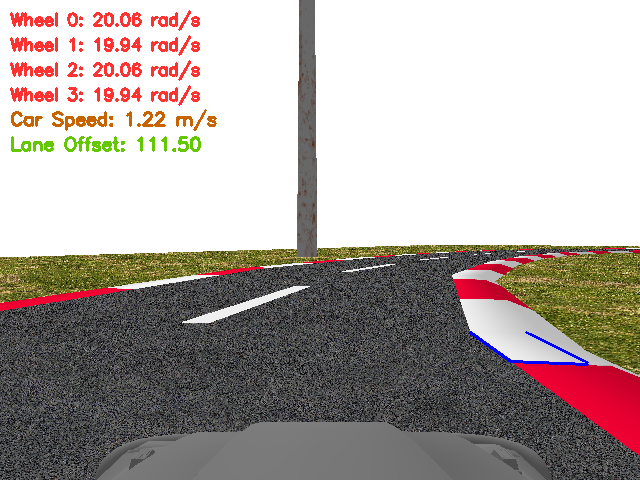 Wheel 0: 20.06 rad/s
Wheel 1: 19.94 rad/s
Wheel 2: 20.06 rad/s
Wheel 3: 19.94 rad/s
Car Speed: 1.22 m/s
Lane Offset: 111.50